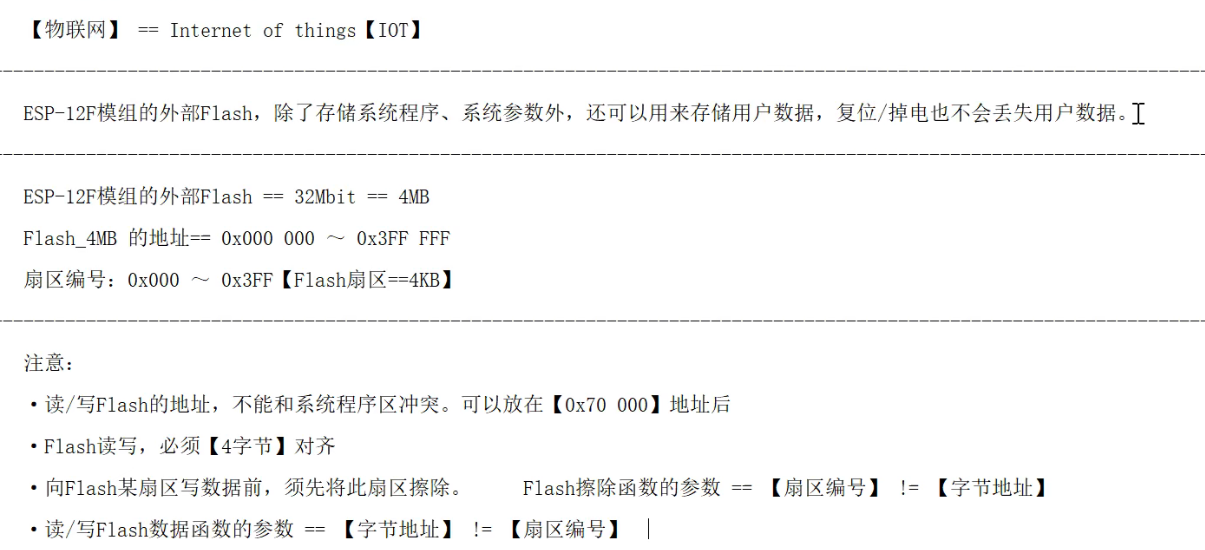 【物联网】 == Internet of things【IOT】
ESP-12F模组的外部Flash，除了存储系统程序、系统参数外，还可以用来存储用户数据，复位/掉电也不会丢失用户数据。
ESP-12F模组的外部Flash == 32Mbit == 4MB
Flash_4MB 的地址== 0x000 000 ～ 0x3FF FFF
扇区编号：0x000 ～ 0x3FF【Flash扇区==4KB】
注意：
·读/写Flash的地址，不能和系统程序区冲突。可以放在【0x70 000】地址后
·Flash读写，必须【4字节】对齐
·向Flash某扇区写数据前，须先将此扇区擦除。 Flash擦除函数的参数 == 【扇区编号】 != 【字节地址】
·读/写Flash数据函数的参数 == 【字节地址】 != 【扇区编号】